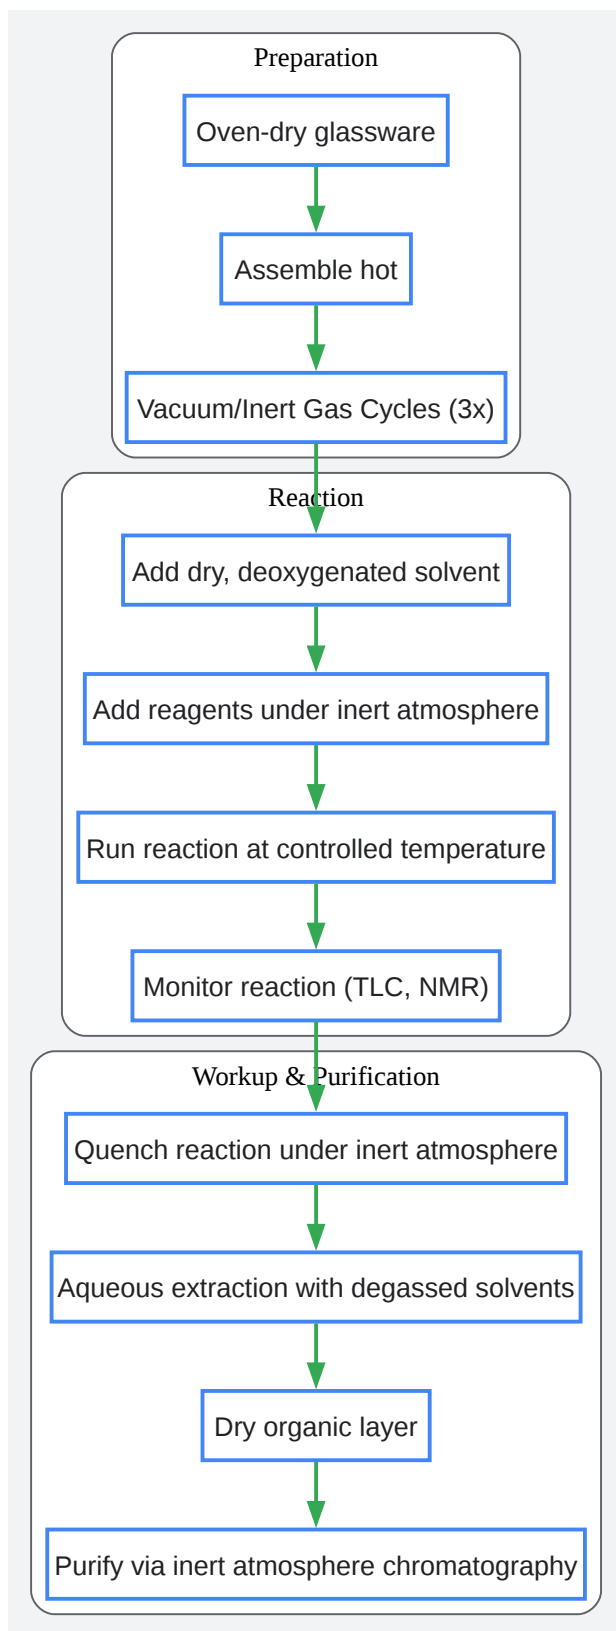 Preparation
Oven-dry glassware
Assemble hot
Vacuum/Inert Gas Cycles (3x)
Reaction
Add dry, deoxygenated solvent
Add reagents under inert atmosphere
Run reaction at controlled temperature
Monitor reaction (TLC, NMR)
Workup & Purification
Quench reaction under inert atmosphere
Aqueous extraction with degassed solvents
Dry organic layer
Purify via inert atmosphere chromatography